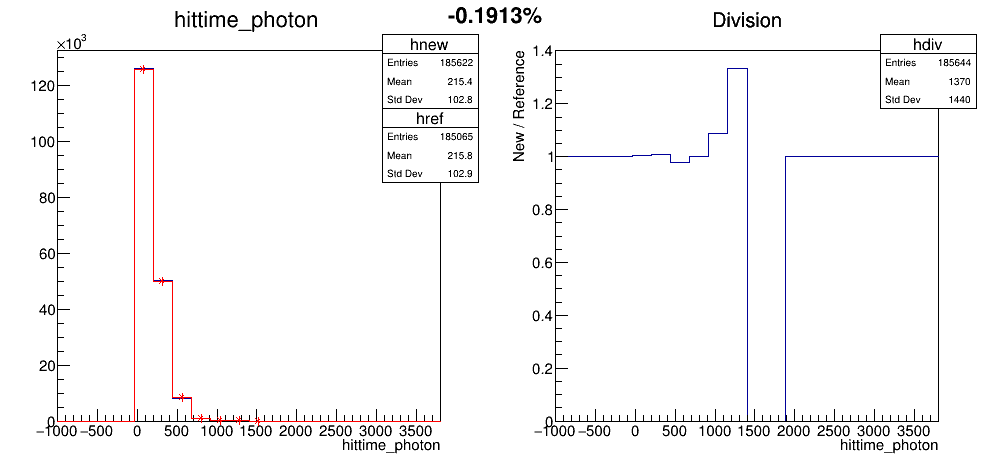 hittime_photon
-0.1913%
Division
×10³
hnew
Entries 185622
Mean 215.4
Std Dev 102.8
href
Entries 185065
Mean 215.8
Std Dev 102.9
120
100
80
60
40
20
0
−1000 −500 0 500 1000 1500 2000 2500 3000 3500
hittime_photon
hdiv
Entries 185644
Mean 1370
Std Dev 1440
New / Reference
1.4
1.2
1
0.8
0.6
0.4
0.2
0
−1000 −500 0 500 1000 1500 2000 2500 3000 3500
hittime_photon